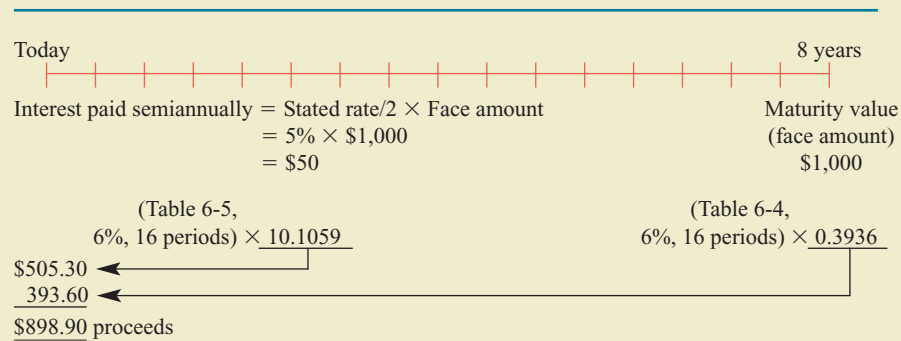 Today 8 years
Interest paid semiannually = Stated rate/2 × Face amount Maturity value
= 5% × $1,000 (face amount)
= $50 $1,000
(Table 6-5, (Table 6-4,
6%, 16 periods) × 10.1059 6%, 16 periods) × 0.3936
$505.30
393.60
$898.90 proceeds